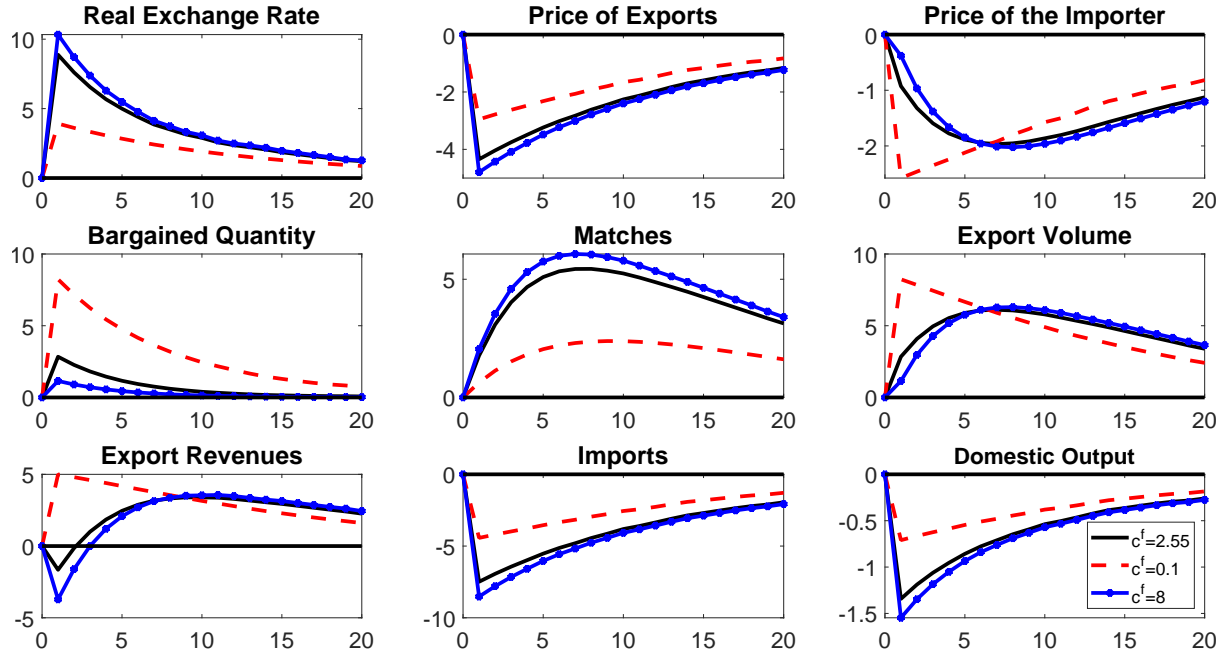 Real Exchange Rate
10
5
0
0 5 10 15 20
Price of Exports
0
-2
-4
0 5 10 15 20
Price of the Importer
0
-1
-2
0 5 10 15 20
Bargained Quantity
10
5
0
0 5 10 15 20
Matches
5
0
0 5 10 15 20
Export Volume
10
5
0
0 5 10 15 20
Export Revenues
5
0
-5
0 5 10 15 20
Imports
0
-5
-10
0 5 10 15 20
Domestic Output
0
-0.5
-1
-1.5
0 5 10 15 20
c^f=2.55
c^f=0.1
c^f=8